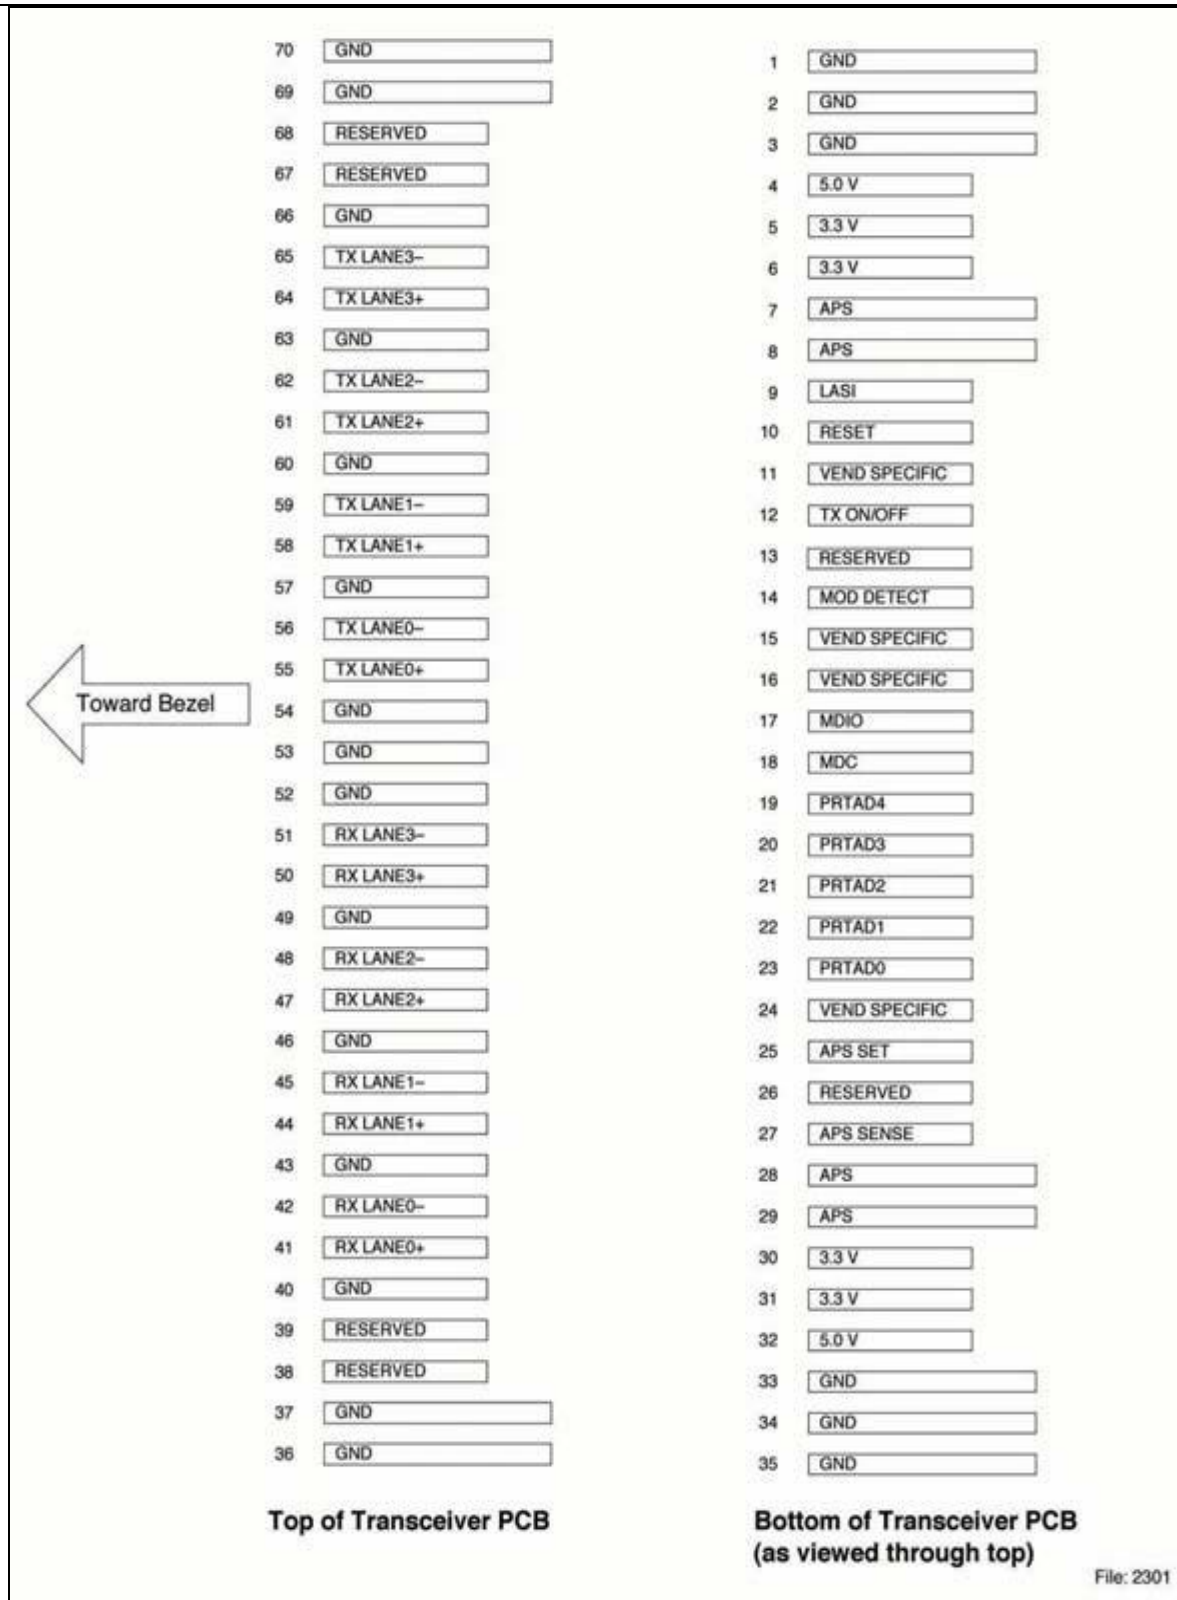 70 GND
69 GND
68 RESERVED
67 RESERVED
66 GND
65 TX LANE3–
64 TX LANE3+
63 GND
62 TX LANE2–
61 TX LANE2+
60 GND
59 TX LANE1–
58 TX LANE1+
57 GND
56 TX LANE0–
55 TX LANE0+
54 GND
53 GND
52 GND
51 RX LANE3–
50 RX LANE3+
49 GND
48 RX LANE2–
47 RX LANE2+
46 GND
45 RX LANE1–
44 RX LANE1+
43 GND
42 RX LANE0–
41 RX LANE0+
40 GND
39 RESERVED
38 RESERVED
37 GND
36 GND
Toward Bezel
Top of Transceiver PCB
1 GND
2 GND
3 GND
4 5.0 V
5 3.3 V
6 3.3 V
7 APS
8 APS
9 LASI
10 RESET
11 VEND SPECIFIC
12 TX ON/OFF
13 RESERVED
14 MOD DETECT
15 VEND SPECIFIC
16 VEND SPECIFIC
17 MDIO
18 MDC
19 PRTAD4
20 PRTAD3
21 PRTAD2
22 PRTAD1
23 PRTAD0
24 VEND SPECIFIC
25 APS SET
26 RESERVED
27 APS SENSE
28 APS
29 APS
30 3.3 V
31 3.3 V
32 5.0 V
33 GND
34 GND
35 GND
Bottom of Transceiver PCB
(as viewed through top)
File: 2301